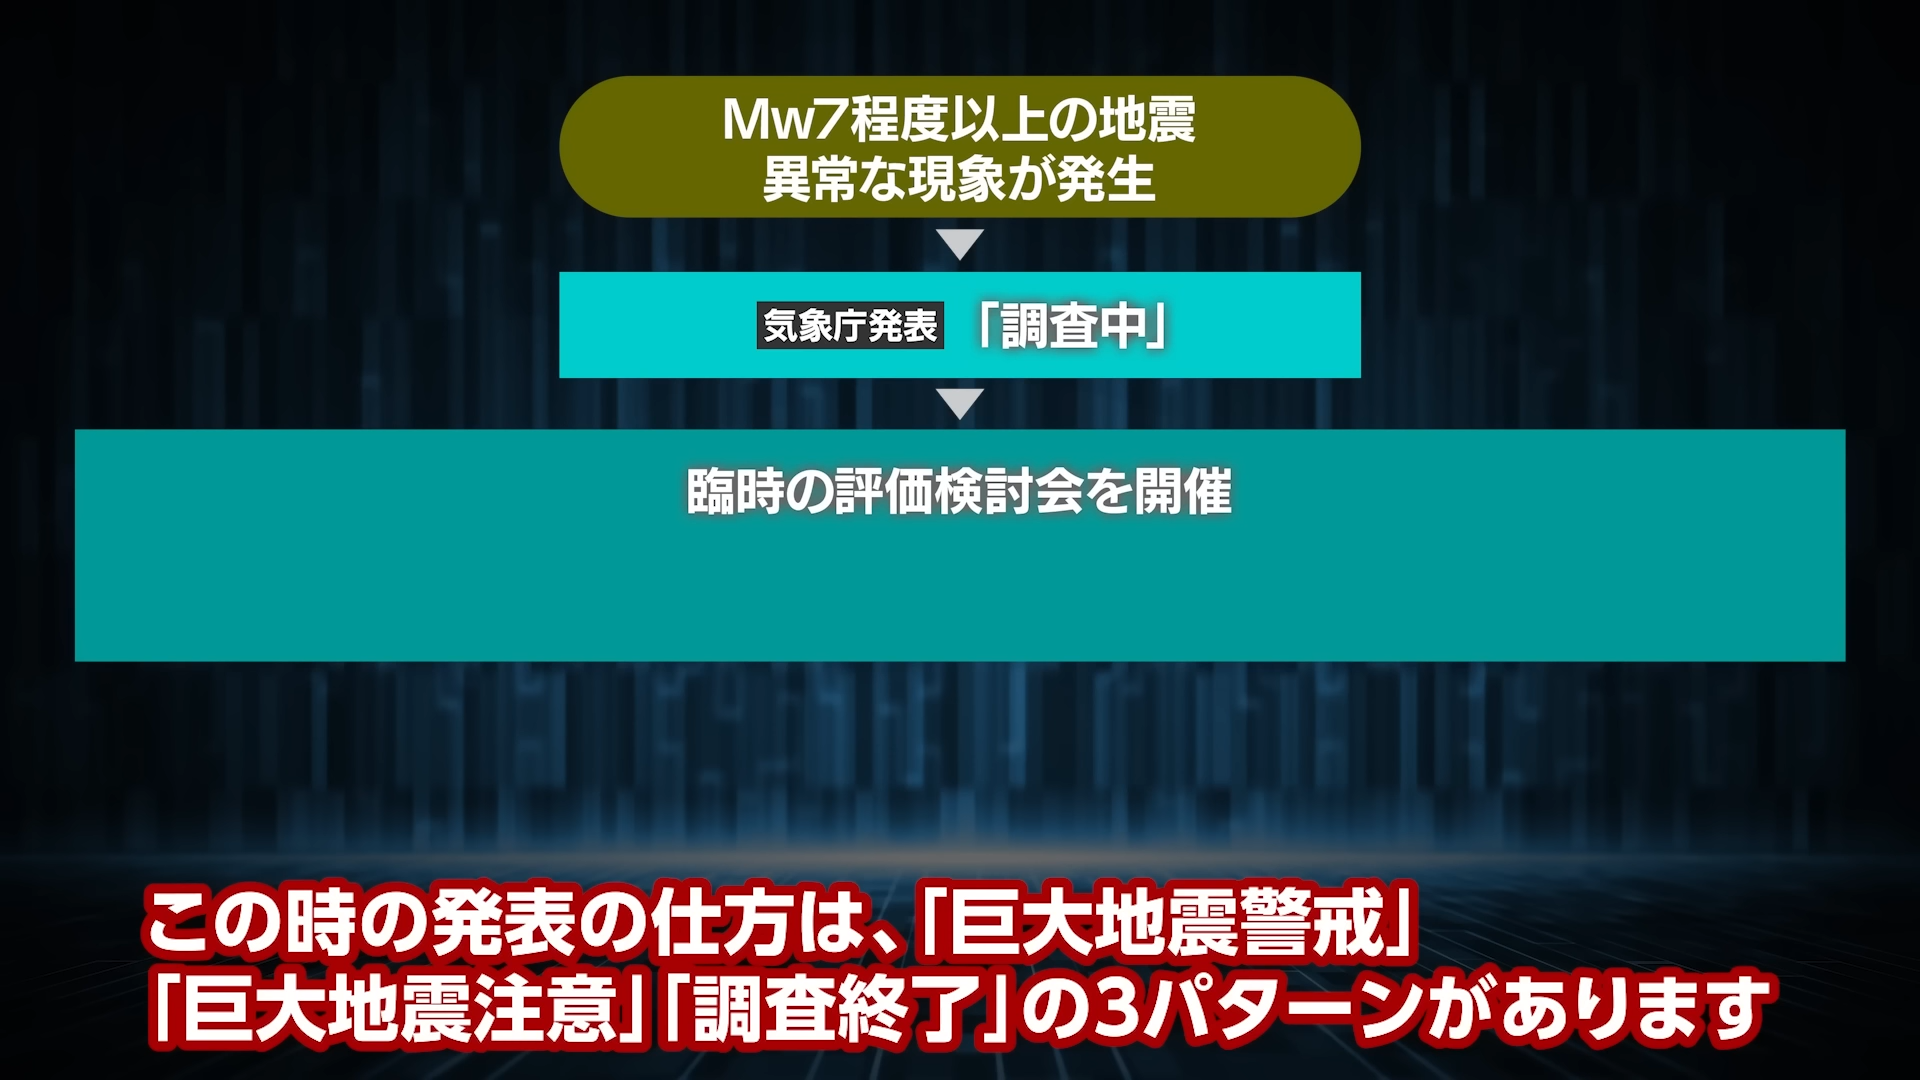 Mw7程度以上の地震
異常な現象が発生
気象庁発表 「調査中」
臨時の評価検討会を開催
この時の発表の仕方は、「巨大地震警戒」
「巨大地震注意」「調査終了」の3パターンがあります